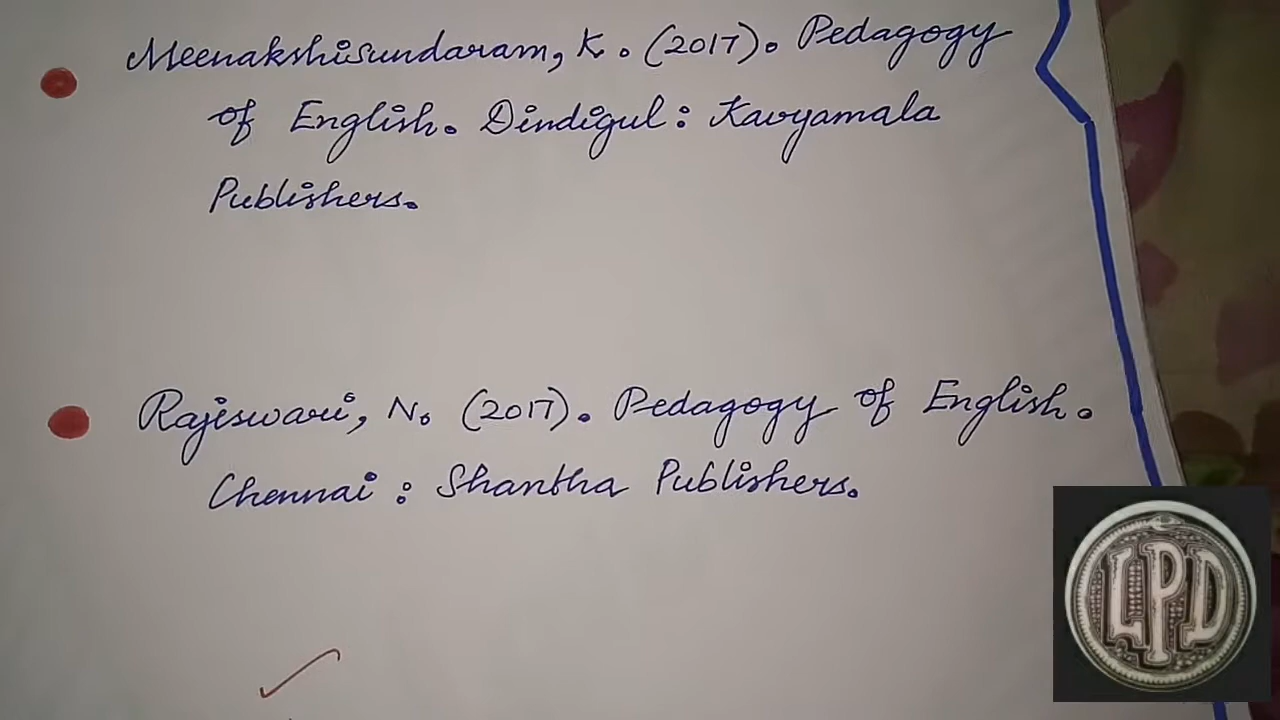 Meenakshisundaram, K. (2017). Pedagogy
of English. Dindigul: Kavyamala
Publishers.
Rajeswari, N. (2017). Pedagogy of English.
Chennai: Shantha Publishers.
LPD